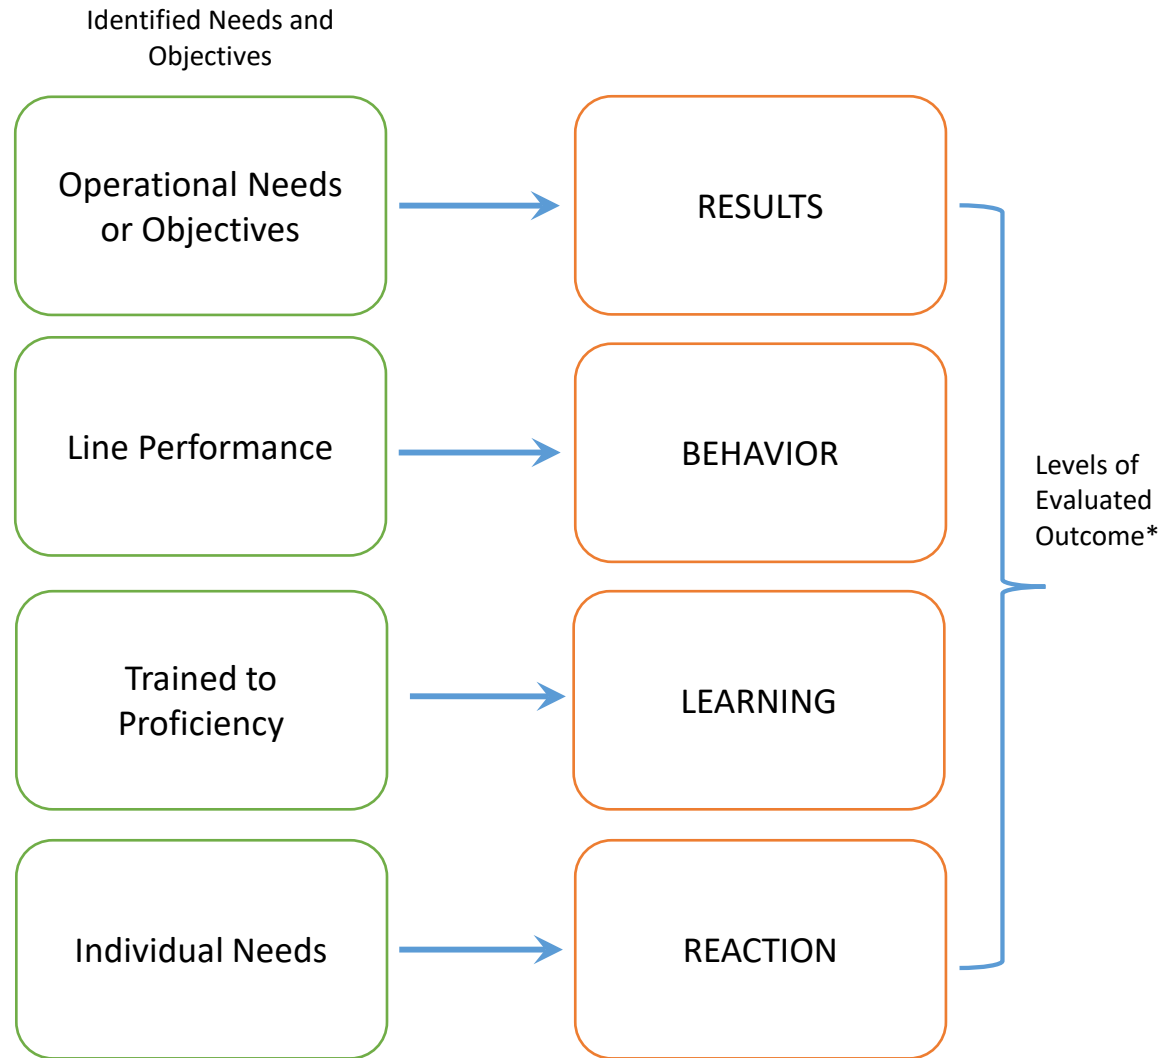 Identified Needs and
Objectives
Operational Needs
or Objectives
RESULTS
Line Performance
BEHAVIOR
Levels of
Evaluated
Outcome*
Trained to
Proficiency
LEARNING
Individual Needs
REACTION